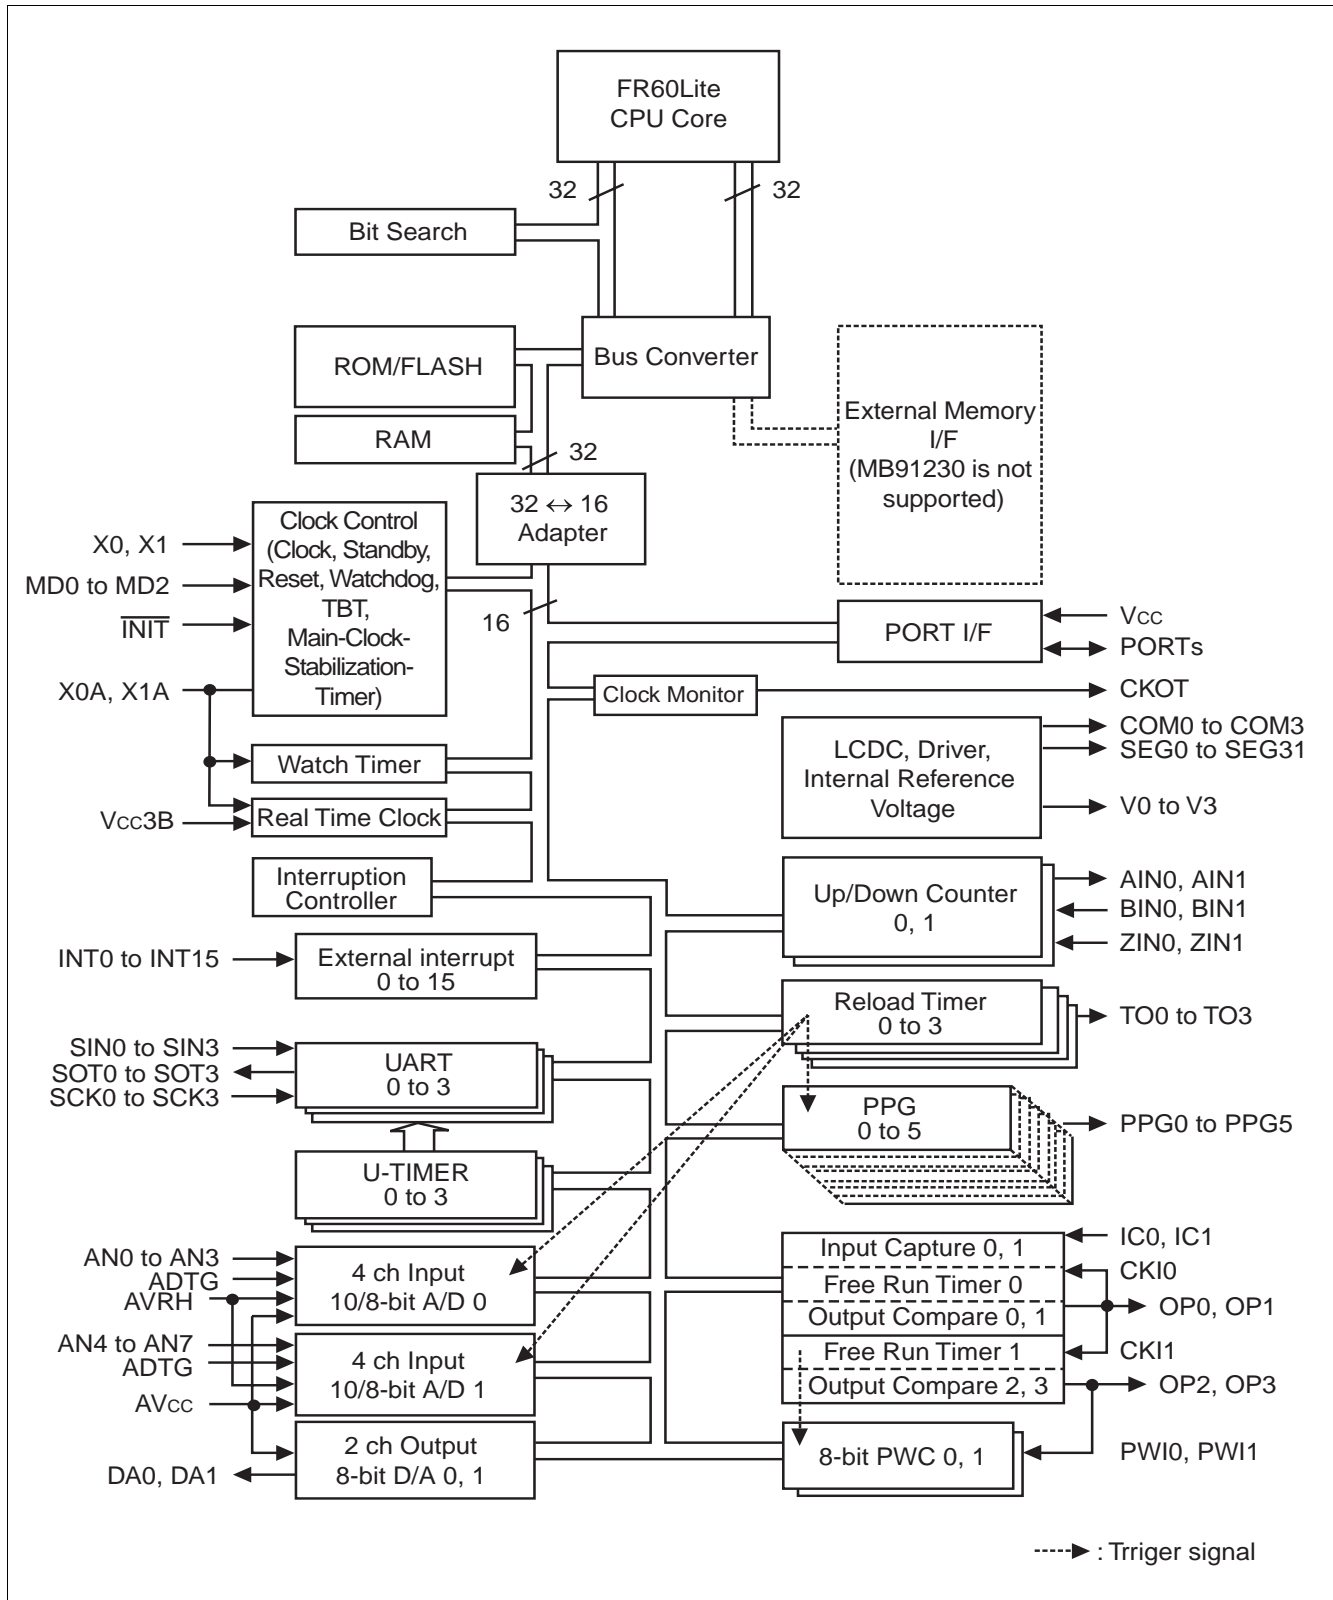 FR60Lite
CPU Core
32
32
Bit Search
ROM/FLASH
Bus Converter
External Memory
I/F
(MB91230 is not
supported)
RAM
32
32 ↔ 16
Adapter
X0, X1
MD0 to MD2
INIT
X0A, X1A
Clock Control
(Clock, Standby,
Reset, Watchdog,
TBT,
Main-Clock-
Stabilization-
Timer)
16
PORT I/F
Vcc
PORTs
Clock Monitor
CKOT
LCDC, Driver,
Internal Reference
Voltage
COM0 to COM3
SEG0 to SEG31
V0 to V3
Watch Timer
Vcc3B
Real Time Clock
Interruption
Controller
Up/Down Counter
0, 1
AIN0, AIN1
BIN0, BIN1
ZIN0, ZIN1
INT0 to INT15
External interrupt
0 to 15
Reload Timer
0 to 3
TO0 to TO3
SIN0 to SIN3
SOT0 to SOT3
SCK0 to SCK3
UART
0 to 3
PPG
0 to 5
PPG0 to PPG5
U-TIMER
0 to 3
AN0 to AN3
ADTG
AVRH
4 ch Input
10/8-bit A/D 0
Input Capture 0, 1
Free Run Timer 0
Output Compare 0, 1
Free Run Timer 1
Output Compare 2, 3
IC0, IC1
CKI0
OP0, OP1
CKI1
OP2, OP3
AN4 to AN7
ADTG
AVcc
4 ch Input
10/8-bit A/D 1
DA0, DA1
2 ch Output
8-bit D/A 0, 1
8-bit PWC 0, 1
PWI0, PWI1
: Trriger signal